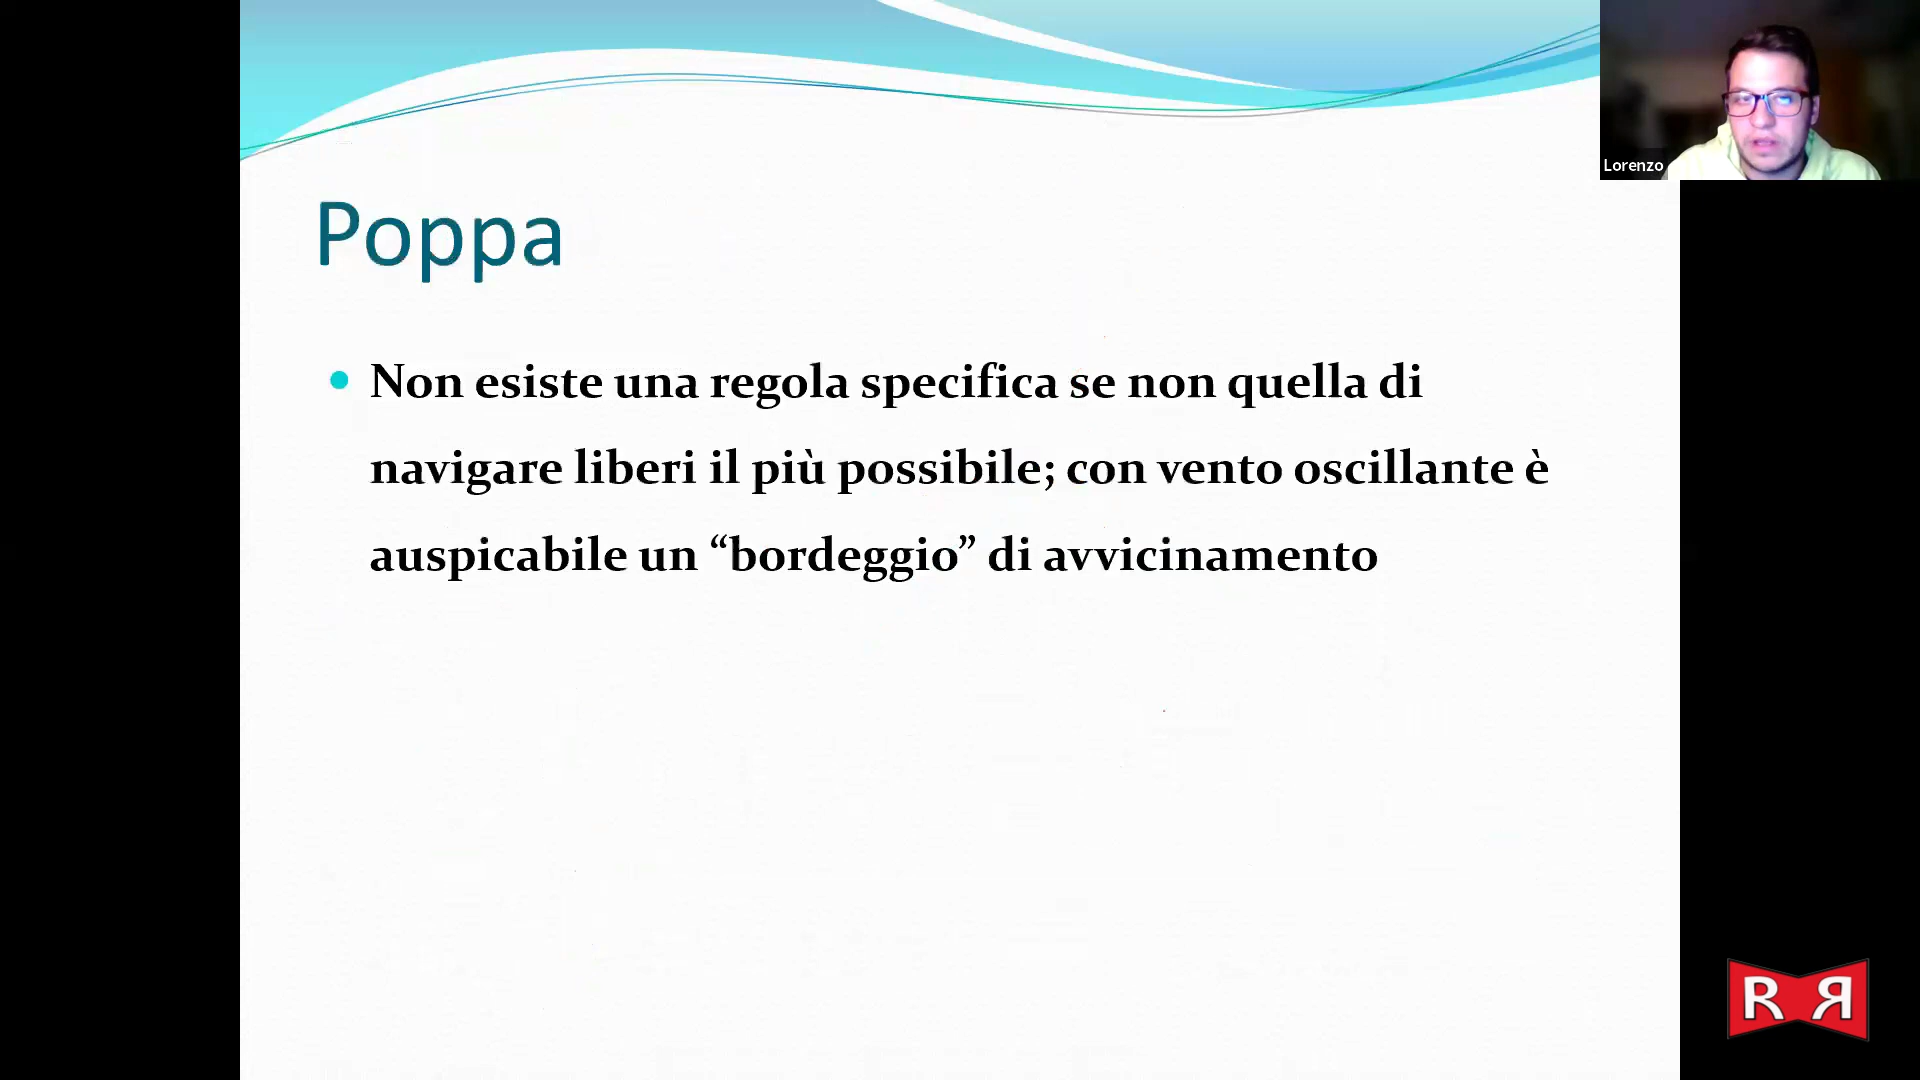 Lorenzo
Poppa
Non esiste una regola specifica se non quella di
navigare liberi il più possibile; con vento oscillante è
auspicabile un “bordeggio” di avvicinamento
R Я